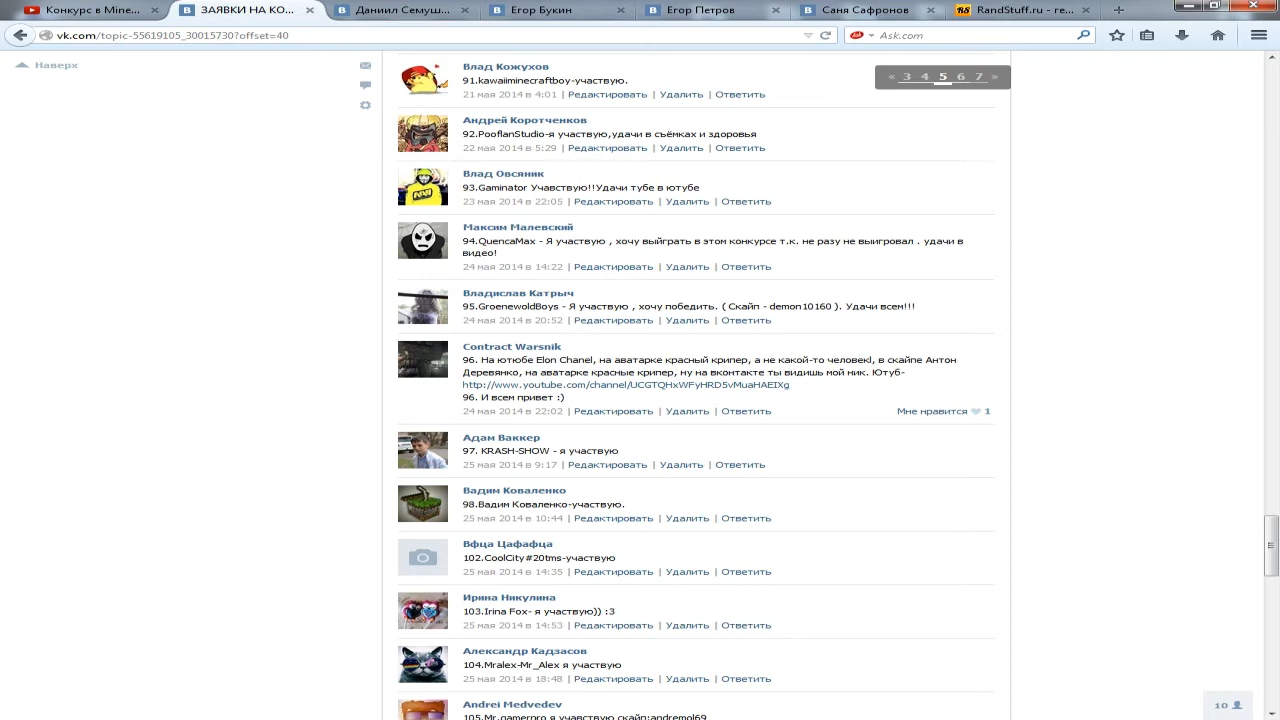 Конкурс в Mine...
ЗАЯВКИ НА КО...
Даниил Семуш...
Егор Букин
Егор Петров
Саня Сафронов
RS
RandStuff.ru - re...
vk.com/topic-55619105_30015730?offset=40
Ask.com
Наверх
« 3 4 5 6 7 »
Влад Кожухов
91.kawaiiminecraftboy-участвую.
21 мая 2014 в 4:01 | Редактировать | Удалить | Ответить
Андрей Коротченков
92.PooflanStudio-я участвую,удачи в съёмках и здоровья
22 мая 2014 в 5:29 | Редактировать | Удалить | Ответить
Влад Овсяник
93.Gaminator Учавствую!!Удачи тубе в ютубе
23 мая 2014 в 22:05 | Редактировать | Удалить | Ответить
Максим Малевский
94.QuencaMax - Я участвую , хочу выйграть в этом конкурсе т.к. не разу не выигровал . удачи в
видео!
24 мая 2014 в 14:22 | Редактировать | Удалить | Ответить
Владислав Катрыч
95.GroenewoldBoys - Я участвую , хочу победить. ( Скайп - demon10160 ). Удачи всем!!!
24 мая 2014 в 20:52 | Редактировать | Удалить | Ответить
Contract Warsnik
96. На ютюбе Elon Chanel, на аватарке красный крипер, а не какой-то человекl, в скайпе Антон
Деревянко, на аватарке красные крипер, ну на вконтакте ты видишь мой ник. Ютуб-
http://www.youtube.com/channel/UCGTQHxWFyHRD5vMuaHAEIXg
96. И всем привет :)
24 мая 2014 в 22:02 | Редактировать | Удалить | Ответить
Мне нравится 1
Адам Ваккер
97. KRASH-SHOW - я участвую
25 мая 2014 в 9:17 | Редактировать | Удалить | Ответить
Вадим Коваленко
98.Вадим Коваленко-участвую.
25 мая 2014 в 10:44 | Редактировать | Удалить | Ответить
Вфца Цафафца
102.CoolCity#20tms-участвую
25 мая 2014 в 14:35 | Редактировать | Удалить | Ответить
Ирина Никулина
103.Irina Fox- я участвую)) :3
25 мая 2014 в 14:53 | Редактировать | Удалить | Ответить
Александр Кадзасов
104.Mralex-Mr_Alex я участвую
25 мая 2014 в 18:48 | Редактировать | Удалить | Ответить
Andrei Medvedev
105.Mr.gamerpro я учавствую скайп:andremol69
10